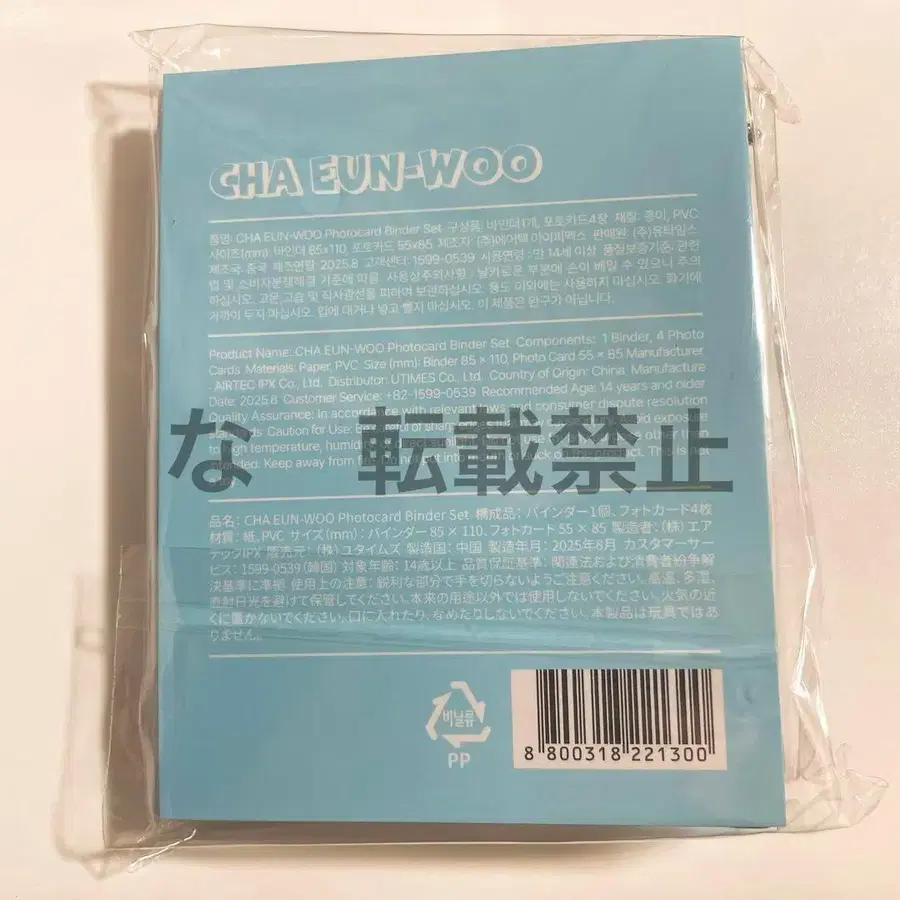 CHA EUN-WOO
품명: CHA EUN-WOO Photocard Binder Set 구성품: 바인더1개, 포토카드4장 재질: 종이, PVC
사이즈(mm): 바인더 85x110, 포토카드 55x85 제조자: (주)에어텍 아이피엑스 판매원: (주)유타임스
제조국: 중국 제조연월: 2025.8 고객센터: 1599-0539 사용연령: 만 14세 이상 품질보증기준: 관련
법 및 소비자분쟁해결 기준에 따름 사용상주의사항: 날카로운 부분에 손이 베일 수 있으니 주의
하십시오. 고온 고습 및 직사광선을 피하여 보관하십시오. 용도 이외에는 사용하지 마십시오. 화기에
가까이 두지 마십시오. 입에 대거나 넣고 빨지 마십시오. 이 제품은 완구가 아닙니다.
Product Name: CHA EUN-WOO Photocard Binder Set Components: 1 Binder, 4 Photo
Cards Materials: Paper, PVC Size (mm): Binder 85 × 110, Photo Card 55 × 85 Manufacturer
: AIRTEC IPX Co., Ltd. Distributor: UTIMES Co., Ltd. Country of Origin: China Manufacture
Date: 2025.8 Customer Service: +82-1599-0539 Recommended Age: 14 years and older
Quality Assurance: In accordance with relevant laws and consumer dispute resolution
Caution for Use: Be of sharp
to high temperature, other than
intended. Keep away from This is not
な 転載禁止
品名: CHA EUN-WOO Photocard Binder Set 構成品: バインダー1個、フォトカード4枚
材質: 紙、PVC サイズ(mm): バインダー 85 × 110、フォトカード 55 × 85 製造者: (株) エア
テックIPX 販売元: (株) ユタイムズ 製造国: 中国 製造年月: 2025年8月 カスタマーサー
ビス: 1599-0539 (韓国) 対象年齢: 14歳以上 品質保証基準: 関連法および消費者紛争解
決基準に準拠 使用上の注意: 鋭利な部分で手を切らないようご注意ください。高温、多湿、
直射日光を避けて保管してください。本来の用途以外では使用しないでください。火気の近
くに置かないでください。口に入れたり、なめたりしないでください。本製品は玩具ではあ
りません。
비닐류
PP
8 800318 221300